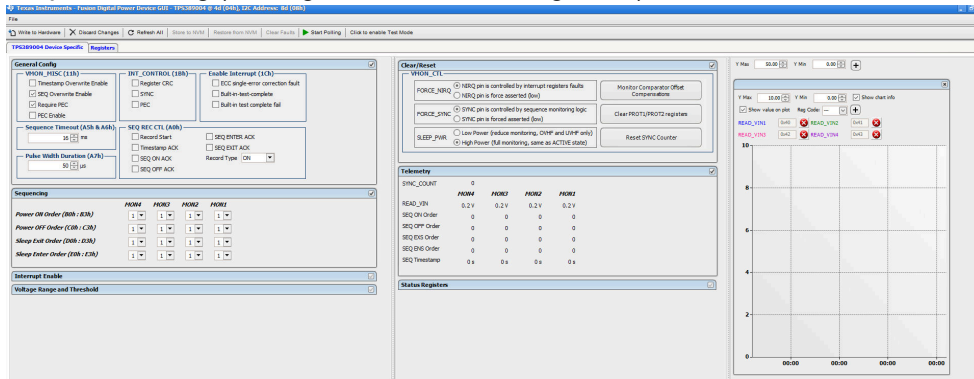 Texas Instruments - Fusion Digital Power Device GUI - TPS389004 @ 4d (04h), I2C Address: 8d (08h)
File
Write to Hardware Discard Changes Refresh All Store to NVM Restore from NVM Clear Faults Start Polling Click to enable Test Mode
TPS389004 Device Specific Registers
General Config
VMON_MISC (11h)
Timestamp Overwrite Enable
SEQ Overwrite Enable
Require PEC
PEC Enable
INT_CONTROL (1Bh)
Register CRC
SYNC
PEC
Enable Interrupt (1Ch)
ECC single-error correction fault
Built-in-test-complete
Built-in test complete fail
Sequence Timeout (A5h & A6h)
16 ms
Pulse Width Duration (A7h)
50 µs
SEQ REC CTL (A0h)
Record Start
Timestamp ACK
SEQ ON ACK
SEQ OFF ACK
SEQ ENTER ACK
SEQ EXIT ACK
Record Type ON
Sequencing
MON4 MON3 MON2 MON1
Power ON Order (B0h : B3h) 1 1 1 1
Power OFF Order (C0h : C3h) 1 1 1 1
Sleep Exit Order (D0h : D3h) 1 1 1 1
Sleep Enter Order (E0h : E3h) 1 1 1 1
Interrupt Enable
Voltage Range and Threshold
Clear/Reset
VMON_CTL
FORCE_NIRQ
NIRQ pin is controlled by interrupt registers faults
NIRQ pin is force asserted (low)
Monitor Comparator Offset
Compensations
FORCE_SYNC
SYNC pin is controlled by sequence monitoring logic
SYNC pin is forced asserted (low)
Clear PROT1/PROT2 registers
SLEEP_PWR
Low Power (reduce monitoring, OVHF and UVHF only)
High Power (full monitoring, same as ACTIVE state)
Reset SYNC Counter
Telemetry
SYNC_COUNT 0
MON4 MON3 MON2 MON1
READ_VIN 0.2 V 0.2 V 0.2 V 0.2 V
SEQ ON Order 0 0 0 0
SEQ OFF Order 0 0 0 0
SEQ EXS Order 0 0 0 0
SEQ ENS Order 0 0 0 0
SEQ Timestamp 0 s 0 s 0 s 0 s
Status Registers
Y Max 50.00 Y Min 0.00
Y Max 10.00 Y Min 0.00 Show chart info
Show value on plot Reg Code: ---
READ_VIN1 0x40 READ_VIN2 0x41
READ_VIN3 0x42 READ_VIN4 0x43
10
8
6
4
2
0
00:00 00:00 00:00 00:00